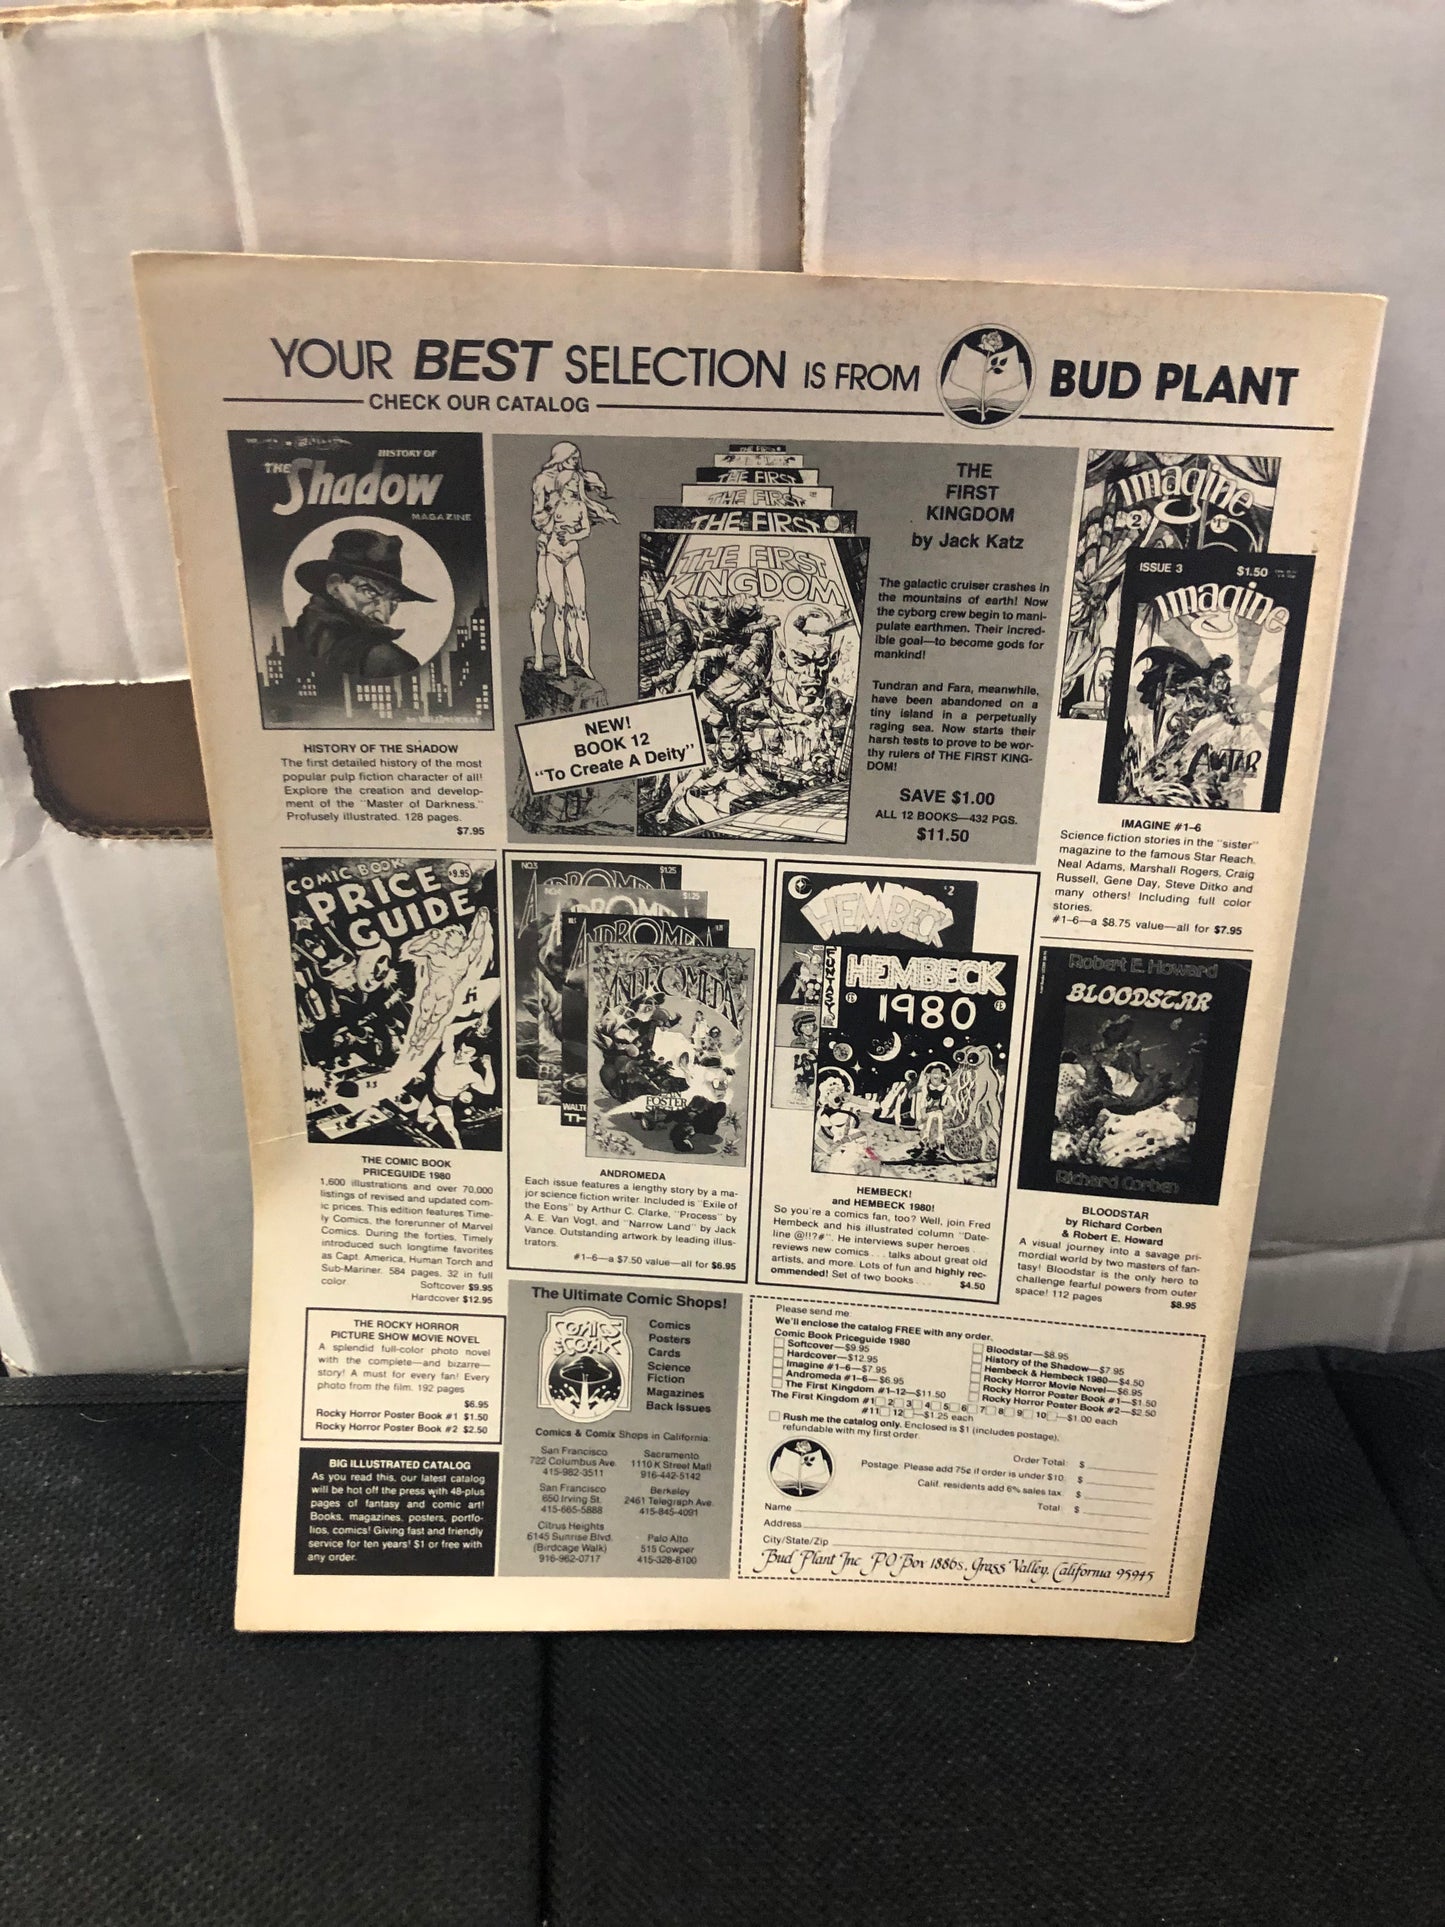 YOUR BEST SELECTION IS FROM BUD PLANT
CHECK OUR CATALOG
HISTORY OF
THE Shadow
MAGAZINE
HISTORY OF THE SHADOW
The first detailed history of the most
popular pulp fiction character of all!
Explore the creation and develop-
ment of the "Master of Darkness."
Profusely illustrated. 128 pages.
$7.95
THE FIRST
THE FIRST
THE FIRST
THE FIRST
KINGDOM
NEW!
BOOK 12
"To Create A Deity"
THE
FIRST
KINGDOM
by Jack Katz
The galactic cruiser crashes in
the mountains of earth! Now
the cyborg crew begin to mani-
pulate earthmen. Their incred-
ible goal—to become gods for
mankind!
Tundran and Fara, meanwhile,
have been abandoned on a
tiny island in a perpetually
raging sea. Now starts their
harsh tests to prove to be wor-
thy rulers of THE FIRST KING-
DOM!
SAVE $1.00
ALL 12 BOOKS—432 PGS.
$11.50
imagine
2
ISSUE 3 $1.50
imagine
AVATAR
IMAGINE #1–6
Science fiction stories in the "sister"
magazine to the famous Star Reach.
Neal Adams, Marshall Rogers, Craig
Russell, Gene Day, Steve Ditko and
many others! Including full color
stories.
#1–6—a $8.75 value—all for $7.95
COMIC BOOK $9.95
PRICE
GUIDE
THE COMIC BOOK
PRICEGUIDE 1980
1,600 illustrations and over 70,000
listings of revised and updated com-
ic prices. This edition features Time-
ly Comics, the forerunner of Marvel
Comics. During the forties, Timely
introduced such longtime favorites
as Capt. America, Human Torch and
Sub-Mariner. 584 pages, 32 in full
color. Softcover $9.95
Hardcover $12.95
NO.3 $1.25
ANDROMEDA
ANDROMEDA
ANDROMEDA
FOSTER
ANDROMEDA
Each issue features a lengthy story by a ma-
jor science fiction writer. Included is "Exile of
the Eons" by Arthur C. Clarke, "Process" by
A. E. Van Vogt, and "Narrow Land" by Jack
Vance. Outstanding artwork by leading illus-
trators.
#1–6—a $7.50 value—all for $6.95
$2
HEMBECK
FANTASTY
HEMBECK
1980
HEMBECK!
and HEMBECK 1980!
So you're a comics fan, too? Well, join Fred
Hembeck and his illustrated column "Date-
line @!!?#". He interviews super heroes . . .
reviews new comics . . . talks about great old
artists, and more. Lots of fun and highly rec-
ommended! Set of two books . . . $4.50
Robert E. Howard
BLOODSTAR
Richard Corben
BLOODSTAR
by Richard Corben
& Robert E. Howard
A visual journey into a savage pri-
mordial world by two masters of fan-
tasy! Bloodstar is the only hero to
challenge fearful powers from outer
space! 112 pages
$8.95
THE ROCKY HORROR
PICTURE SHOW MOVIE NOVEL
A splendid full-color photo novel
with the complete—and bizarre—
story! A must for every fan! Every
photo from the film. 192 pages
$6.95
Rocky Horror Poster Book #1 $1.50
Rocky Horror Poster Book #2 $2.50
BIG ILLUSTRATED CATALOG
As you read this, our latest catalog
will be hot off the press with 48-plus
pages of fantasy and comic art!
Books, magazines, posters, portfo-
lios, comics! Giving fast and friendly
service for ten years! $1 or free with
any order.
The Ultimate Comic Shops!
COMICS
& COMIX
Comics
Posters
Cards
Science
Fiction
Magazines
Back Issues
Comics & Comix Shops in California:
San Francisco
722 Columbus Ave.
415-982-3511
Sacramento
1110 K Street Mall
916-442-5142
San Francisco
650 Irving St.
415-665-5888
Berkeley
2461 Telegraph Ave.
415-845-4091
Citrus Heights
6145 Sunrise Blvd.
(Birdcage Walk)
916-962-0717
Palo Alto
515 Cowper
415-328-8100
Please send me:
We'll enclose the catalog FREE with any order.
Comic Book Priceguide 1980
Softcover—$9.95
Hardcover—$12.95
Imagine #1–6—$7.95
Andromeda #1–6—$6.95
The First Kingdom #1–12—$11.50
Bloodstar—$8.95
History of the Shadow—$7.95
Hembeck & Hembeck 1980—$4.50
Rocky Horror Movie Novel—$6.95
Rocky Horror Poster Book #1—$1.50
Rocky Horror Poster Book #2—$2.50
The First Kingdom #1 2 3 4 5 6 7 8 9 10 —$1.00 each
#11 12 —$1.25 each
Rush me the catalog only. Enclosed is $1 (includes postage),
refundable with my first order.
Order Total: $
Postage: Please add 75¢ if order is under $10: $
Calif. residents add 6% sales tax: $
Total: $
Name
Address
City/State/Zip
Bud Plant Inc PO Box 1886s, Grass Valley, California 95945